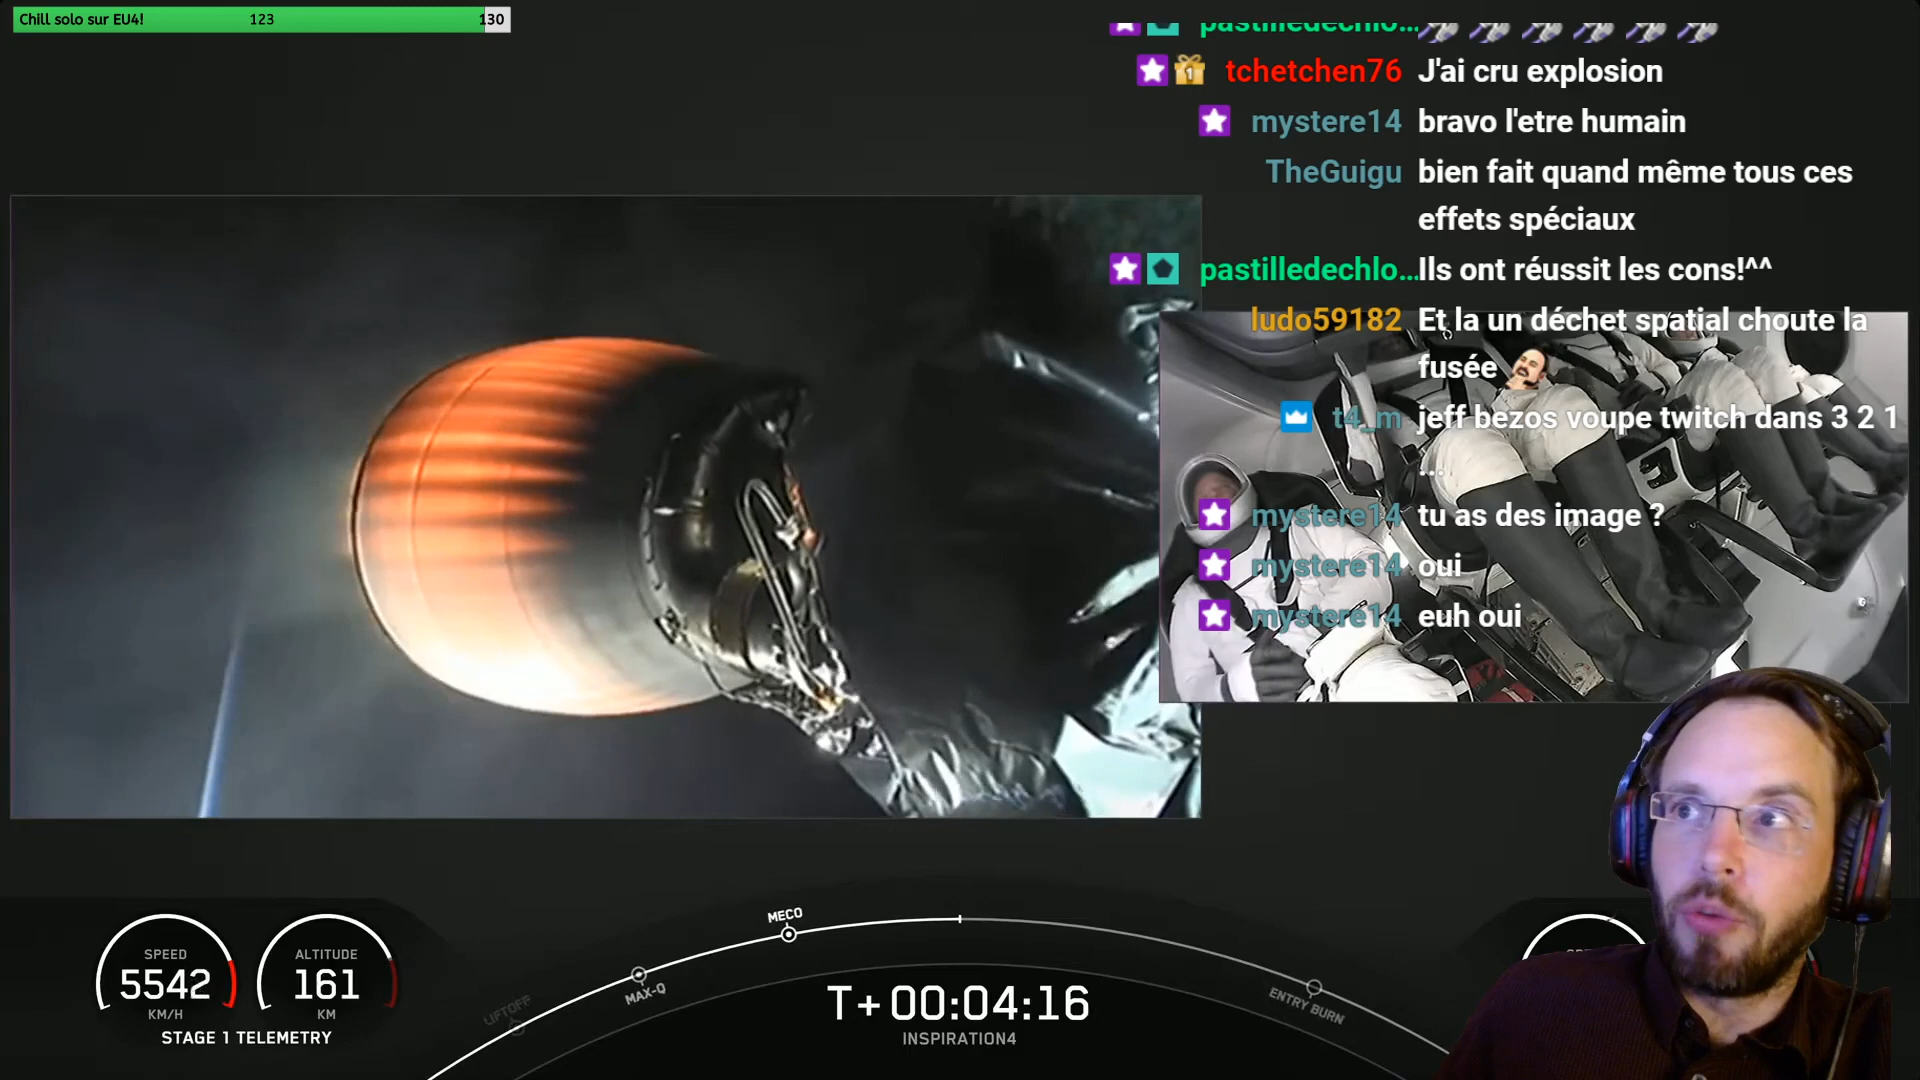 Chill solo sur EU4! 123 130
pastilledechlo...
tchetchen76 J'ai cru explosion
mystere14 bravo l'etre humain
TheGuigu bien fait quand même tous ces
effets spéciaux
pastilledechlo... Ils ont réussit les cons!^^
ludo59182 Et la un déchet spatial choute la
fusée
t4_m jeff bezos voupe twitch dans 3 2 1
...
mystere14 tu as des image ?
mystere14 oui
mystere14 euh oui
SPEED
5542
KM/H
ALTITUDE
161
KM
STAGE 1 TELEMETRY
LIFTOFF
MAX-Q
MECO
T+00:04:16
INSPIRATION4
ENTRY BURN